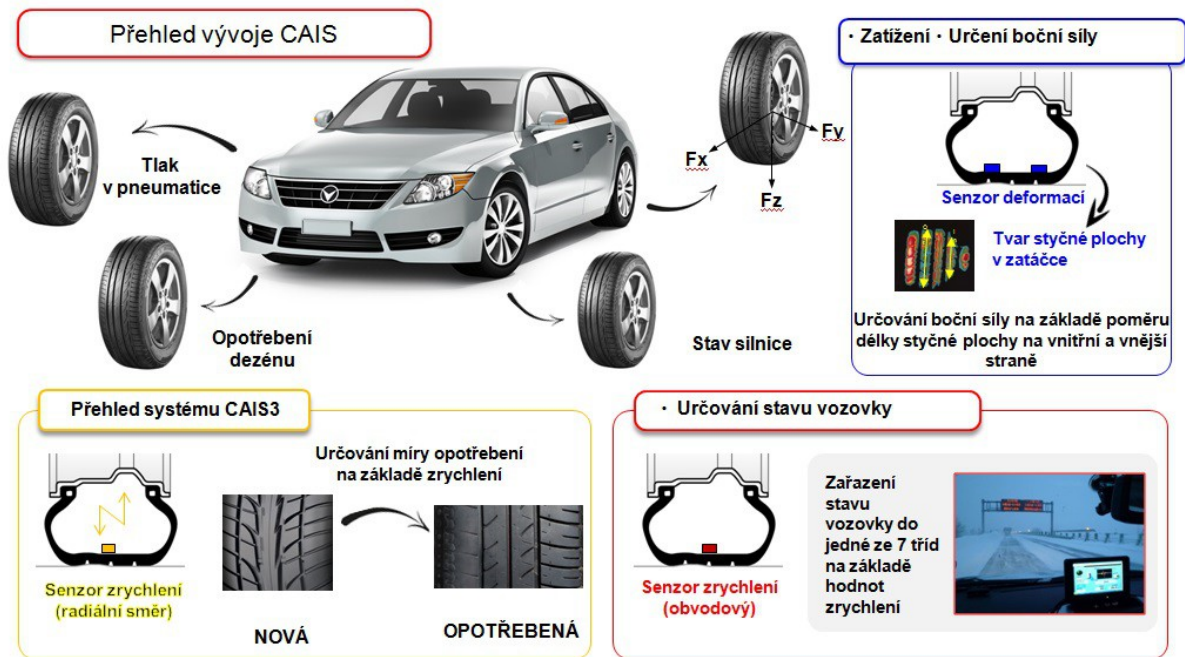 Přehled vývoje CAIS
Tlak
v pneumatice
Opotřebení
dezénu
Fx
Fy
Fz
Stav silnice
· Zatížení · Určení boční síly
Senzor deformací
Tvar styčné plochy
v zatáčce
Určování boční síly na základě poměru
délky styčné plochy na vnitřní a vnější
straně
Přehled systému CAIS3
Určování míry opotřebení
na základě zrychlení
Senzor zrychlení
(radiální směr)
NOVÁ
OPOTŘEBENÁ
· Určování stavu vozovky
Senzor zrychlení
(obvodový)
Zařazení
stavu
vozovky do
jedné ze 7 tříd
na základě
hodnot
zrychlení